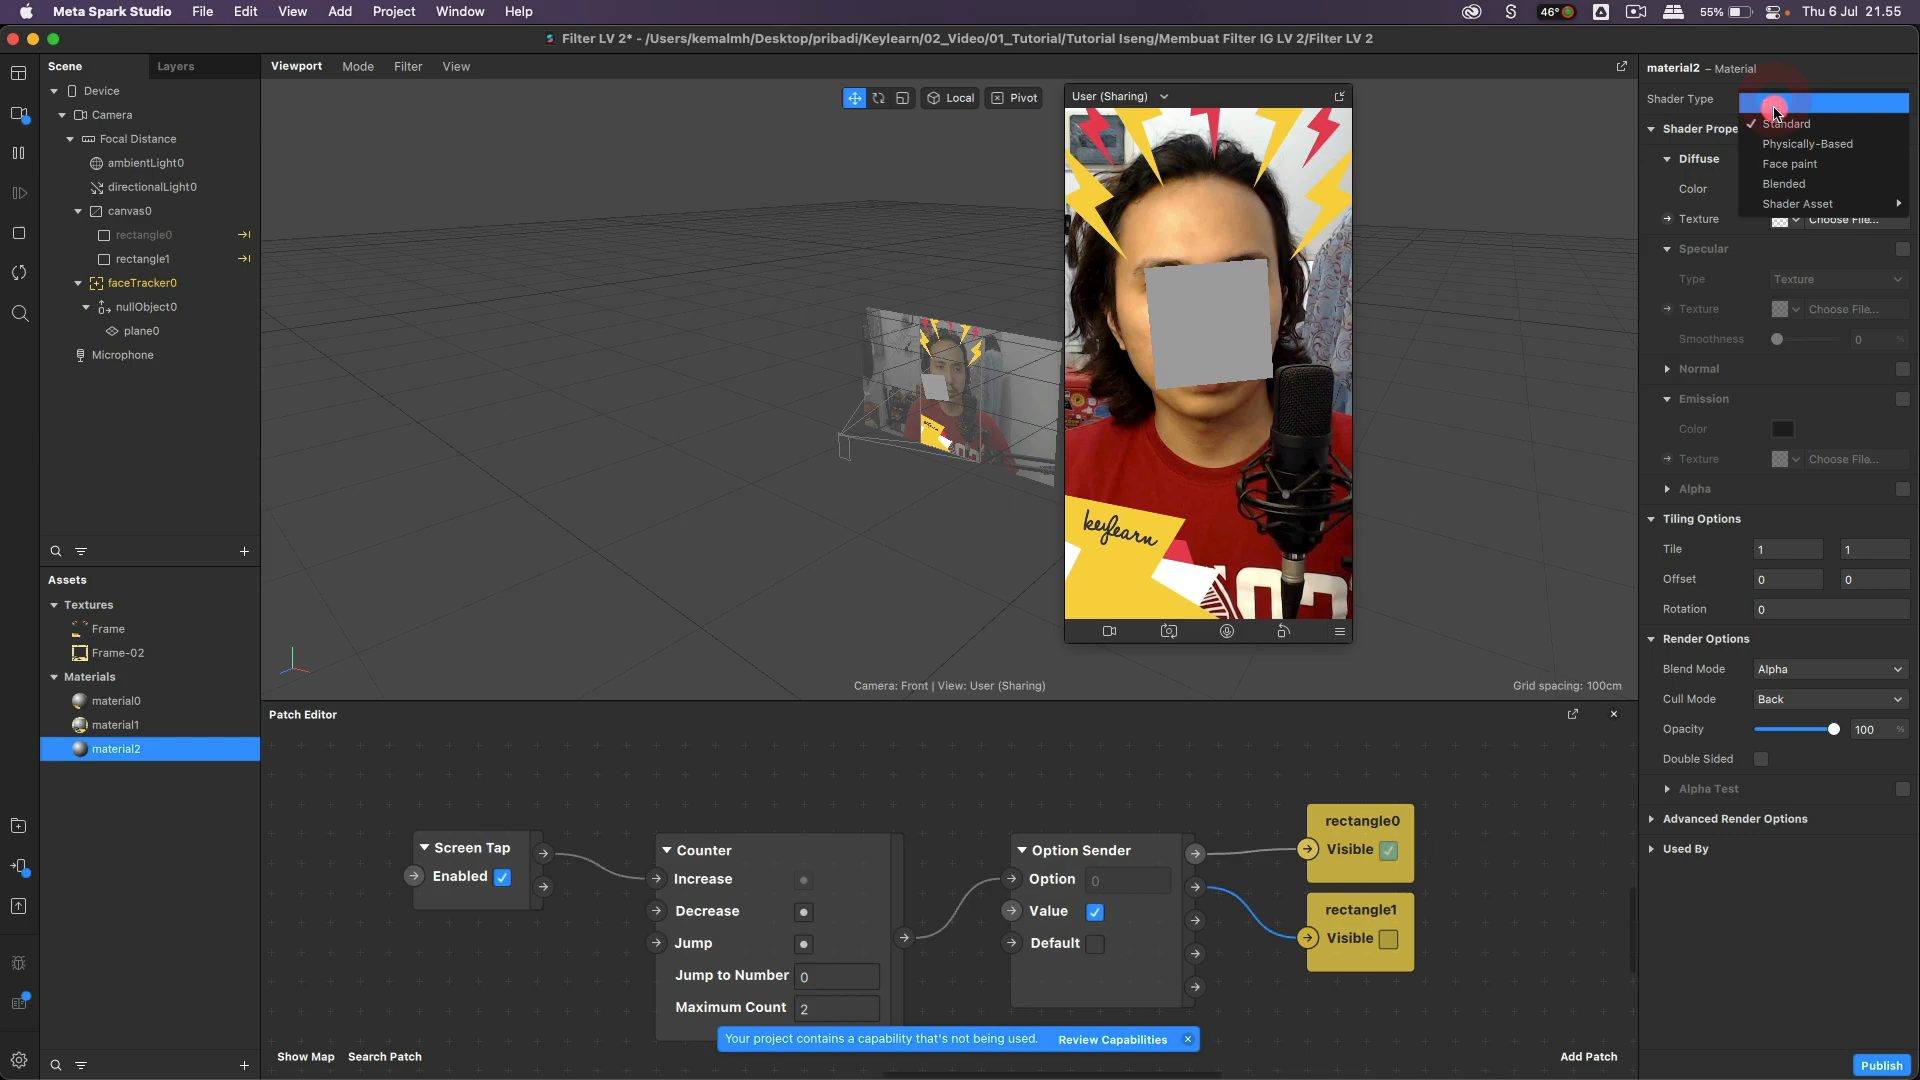 Meta Spark Studio File Edit View Add Project Window Help
46° 55% Thu 6 Jul 21.55
Filter LV 2* - /Users/kemalmh/Desktop/pribadi/Keylearn/02_Video/01_Tutorial/Tutorial Iseng/Membuat Filter IG LV 2/Filter LV 2
Scene Layers
Device
Camera
Focal Distance
ambientLight0
directionalLight0
canvas0
rectangle0
rectangle1
faceTracker0
nullObject0
plane0
Microphone
Assets
Textures
Frame
Frame-02
Materials
material0
material1
material2
Viewport Mode Filter View
Local Pivot
User (Sharing)
keylearn
Camera: Front | View: User (Sharing)
Grid spacing: 100cm
Patch Editor
Screen Tap
Enabled
Counter
Increase
Decrease
Jump
Jump to Number 0
Maximum Count 2
Option Sender
Option 0
Value
Default
rectangle0
Visible
rectangle1
Visible
Your project contains a capability that's not being used. Review Capabilities
Show Map Search Patch
Add Patch
material2 – Material
Shader Type
Standard
Physically-Based
Face paint
Blended
Shader Asset
Shader Prope
Diffuse
Color
Texture Choose File...
Specular
Type Texture
Texture Choose File...
Smoothness 0 %
Normal
Emission
Color
Texture Choose File...
Alpha
Tiling Options
Tile 1 1
Offset 0 0
Rotation 0
Render Options
Blend Mode Alpha
Cull Mode Back
Opacity 100 %
Double Sided
Alpha Test
Advanced Render Options
Used By
Publish